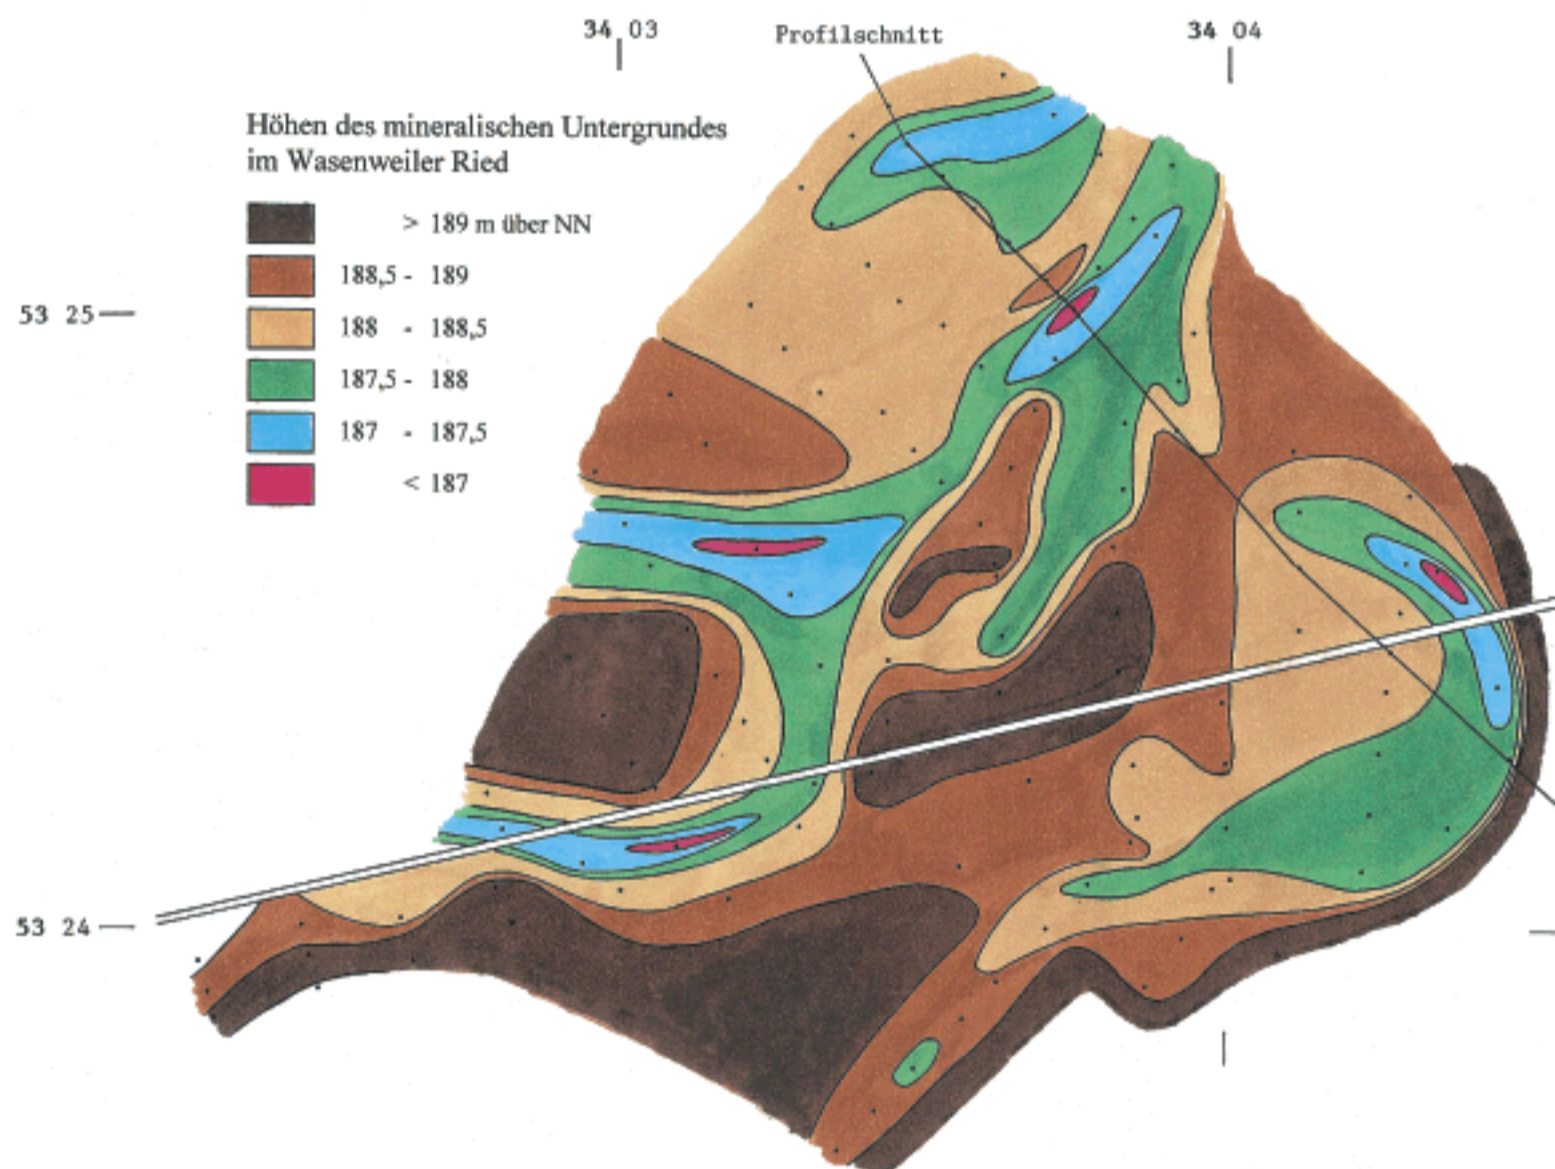 34 03
Profilschnitt
34 04
Höhen des mineralischen Untergrundes
im Wasenweiler Ried
> 189 m über NN
188,5 - 189
188 - 188,5
187,5 - 188
187 - 187,5
< 187
53 25
53 24